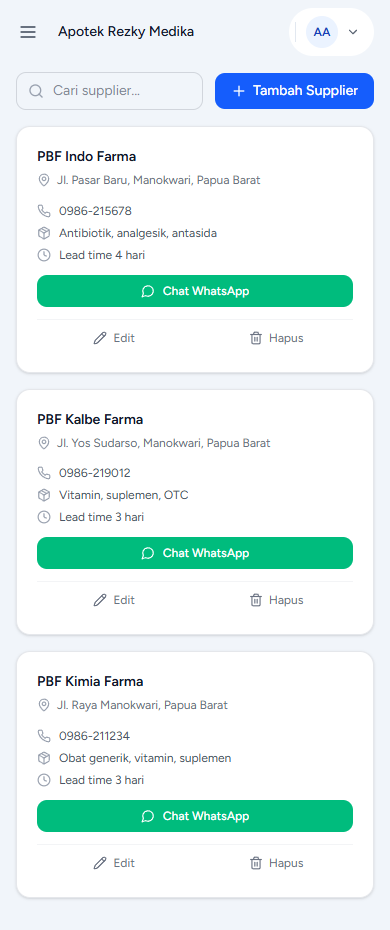 Apotek Rezky Medika
AA
Cari supplier...
Tambah Supplier
PBF Indo Farma
Jl. Pasar Baru, Manokwari, Papua Barat
0986-215678
Antibiotik, analgesik, antasida
Lead time 4 hari
Chat WhatsApp
Edit
Hapus
PBF Kalbe Farma
Jl. Yos Sudarso, Manokwari, Papua Barat
0986-219012
Vitamin, suplemen, OTC
Lead time 3 hari
Chat WhatsApp
Edit
Hapus
PBF Kimia Farma
Jl. Raya Manokwari, Papua Barat
0986-211234
Obat generik, vitamin, suplemen
Lead time 3 hari
Chat WhatsApp
Edit
Hapus